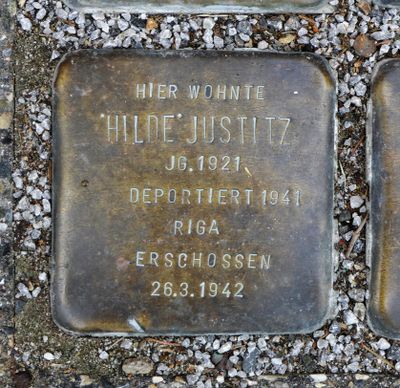 HIER WOHNTE
"HILDE" JUSTITZ
JG. 1921
DEPORTIERT 1941
RIGA
ERSCHOSSEN
26.3.1942